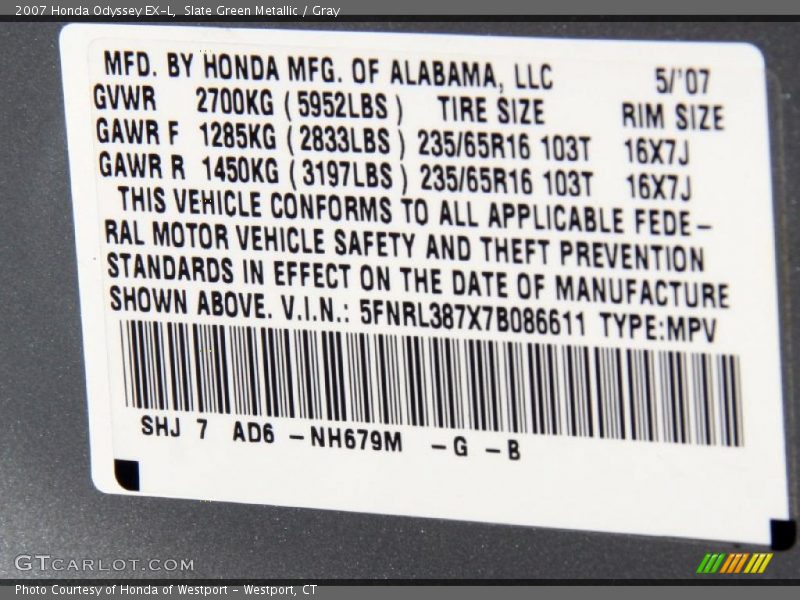 2007 Honda Odyssey EX-L, Slate Green Metallic / Gray
MFD. BY HONDA MFG. OF ALABAMA, LLC 5/'07
GVWR 2700KG (5952LBS) TIRE SIZE RIM SIZE
GAWR F 1285KG (2833LBS) 235/65R16 103T 16X7J
GAWR R 1450KG (3197LBS) 235/65R16 103T 16X7J
THIS VEHICLE CONFORMS TO ALL APPLICABLE FEDE-
RAL MOTOR VEHICLE SAFETY AND THEFT PREVENTION
STANDARDS IN EFFECT ON THE DATE OF MANUFACTURE
SHOWN ABOVE. V.I.N.: 5FNRL387X7B086611 TYPE:MPV
SHJ 7 AD6 -NH679M -G -B
GTCARLOT.COM
Photo Courtesy of Honda of Westport - Westport, CT